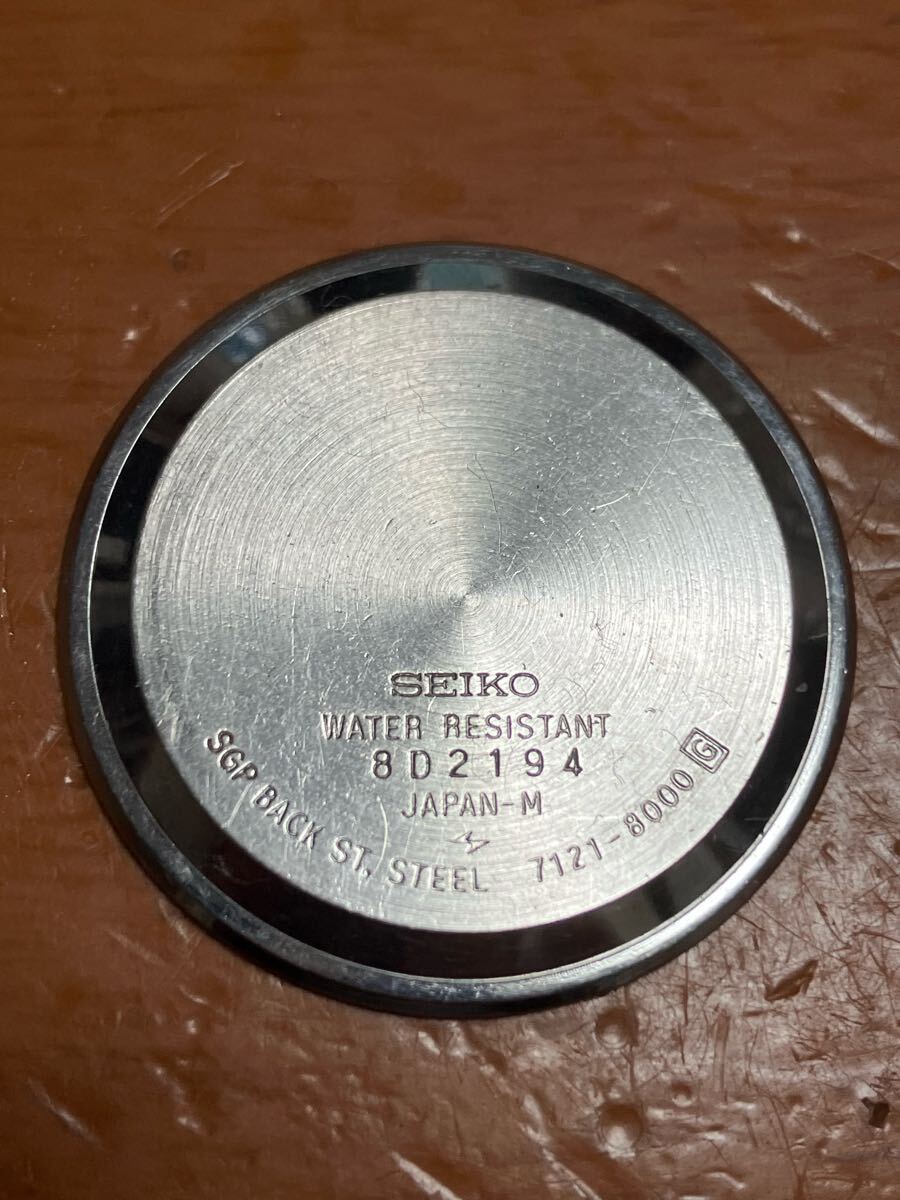 SEIKO
WATER RESISTANT
8D2194
JAPAN-M
SGP BACK ST. STEEL 7121-8000 G